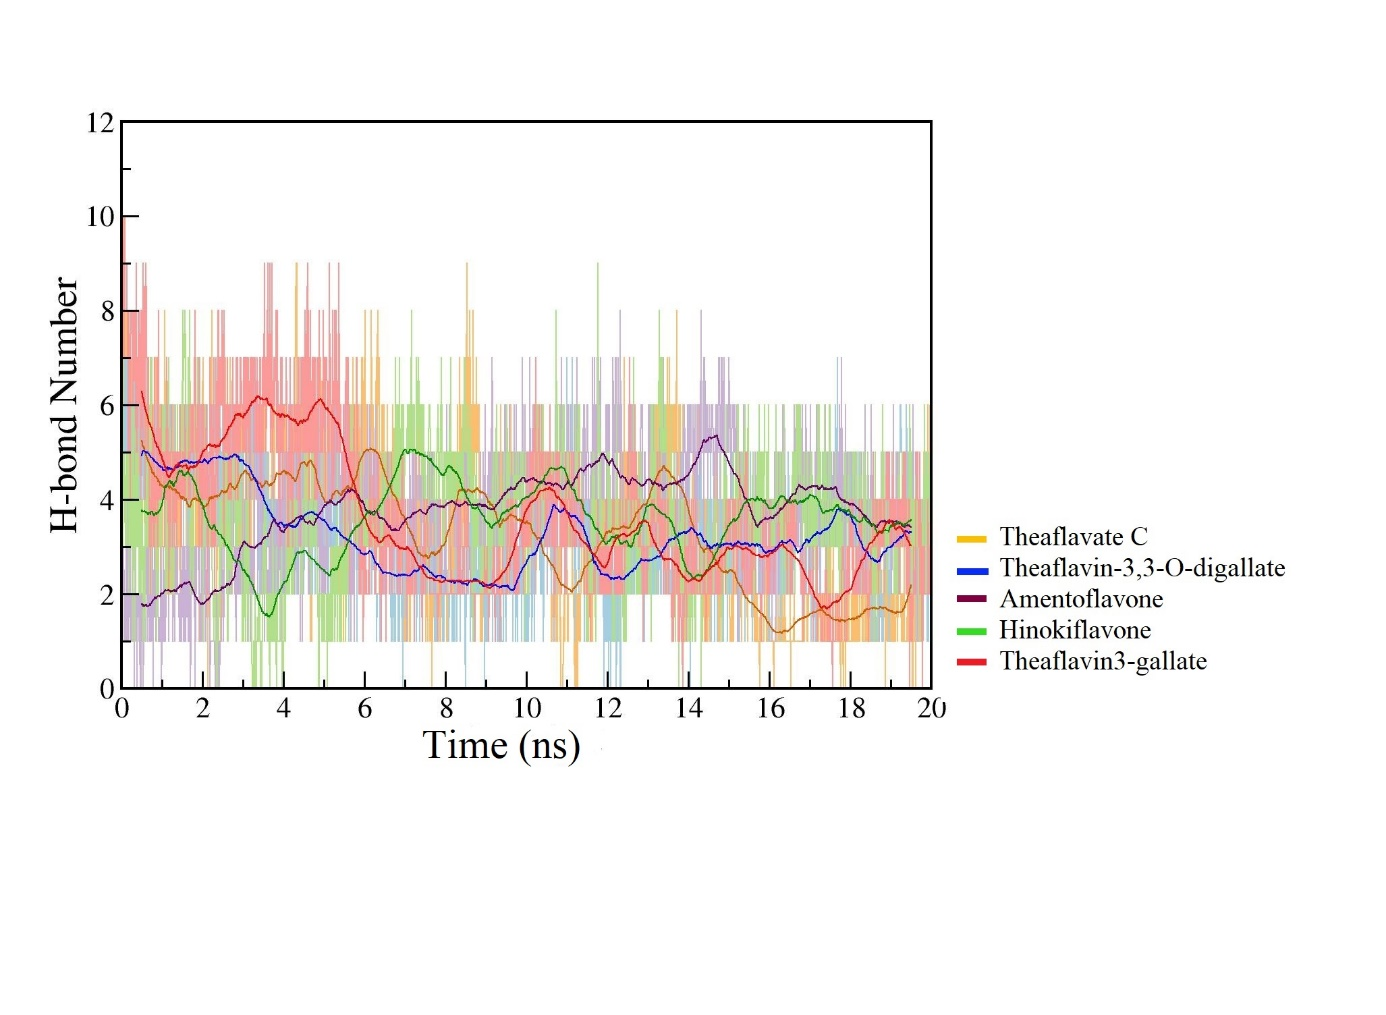 12
10
8
6
4
2
0
H-bond Number
0 2 4 6 8 10 12 14 16 18 20
Time (ns)
Theaflavate C
Theaflavin-3,3-O-digallate
Amentoflavone
Hinokiflavone
Theaflavin3-gallate